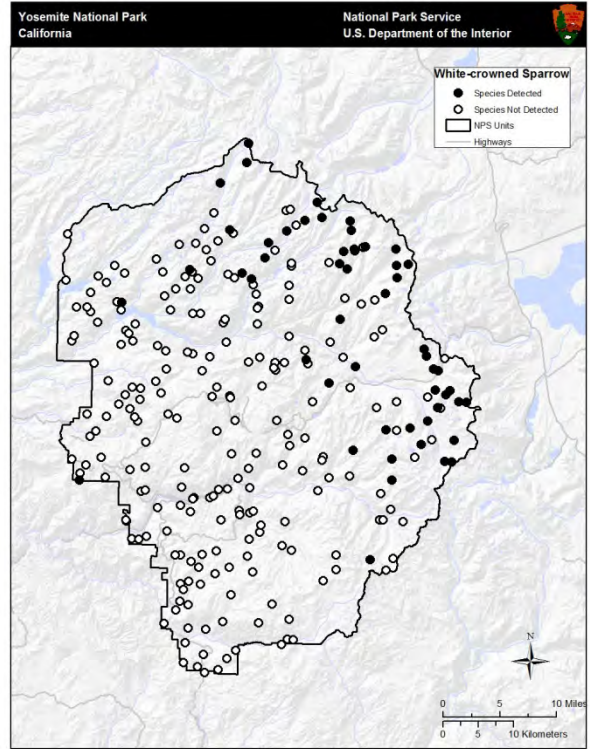 Yosemite National Park
California
National Park Service
U.S. Department of the Interior
White-crowned Sparrow
Species Detected
Species Not Detected
NPS Units
Highways
N
0 5 10 Miles
0 5 10 Kilometers